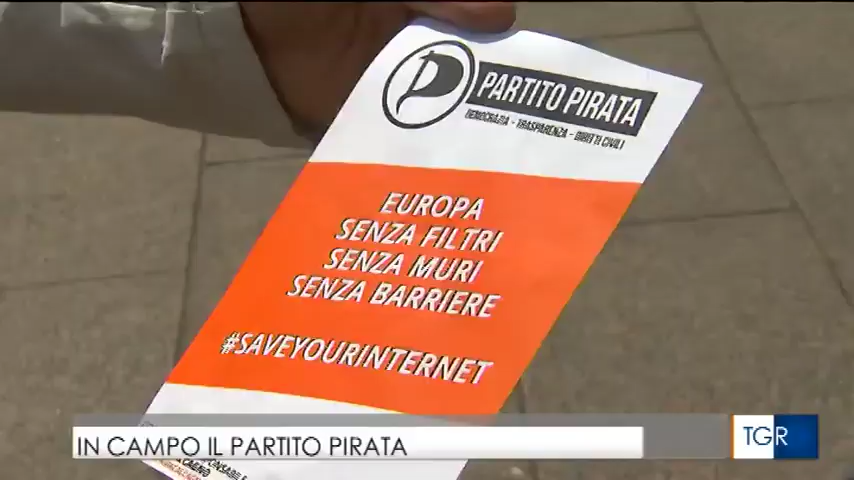 PARTITO PIRATA
DEMOCRAZIA - TRASPARENZA - DIRITTI CIVILI
EUROPA
SENZA FILTRI
SENZA MURI
SENZA BARRIERE
#SAVEYOURINTERNET
IN CAMPO IL PARTITO PIRATA
TGR